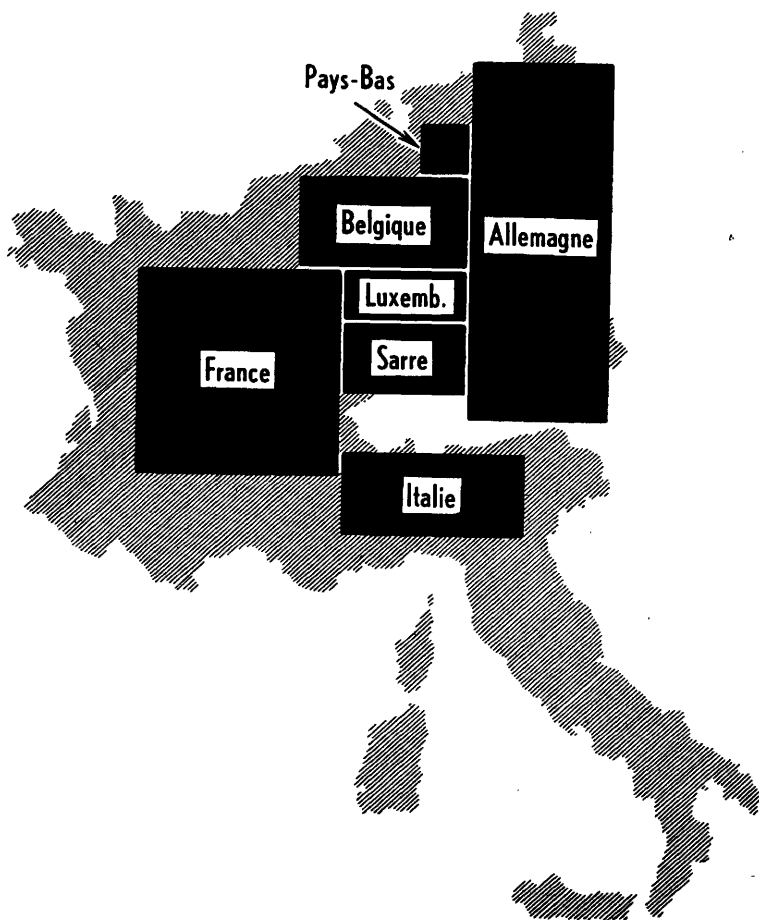 Pays-Bas
Belgique
Allemagne
Luxemb.
France
Sarre
Italie